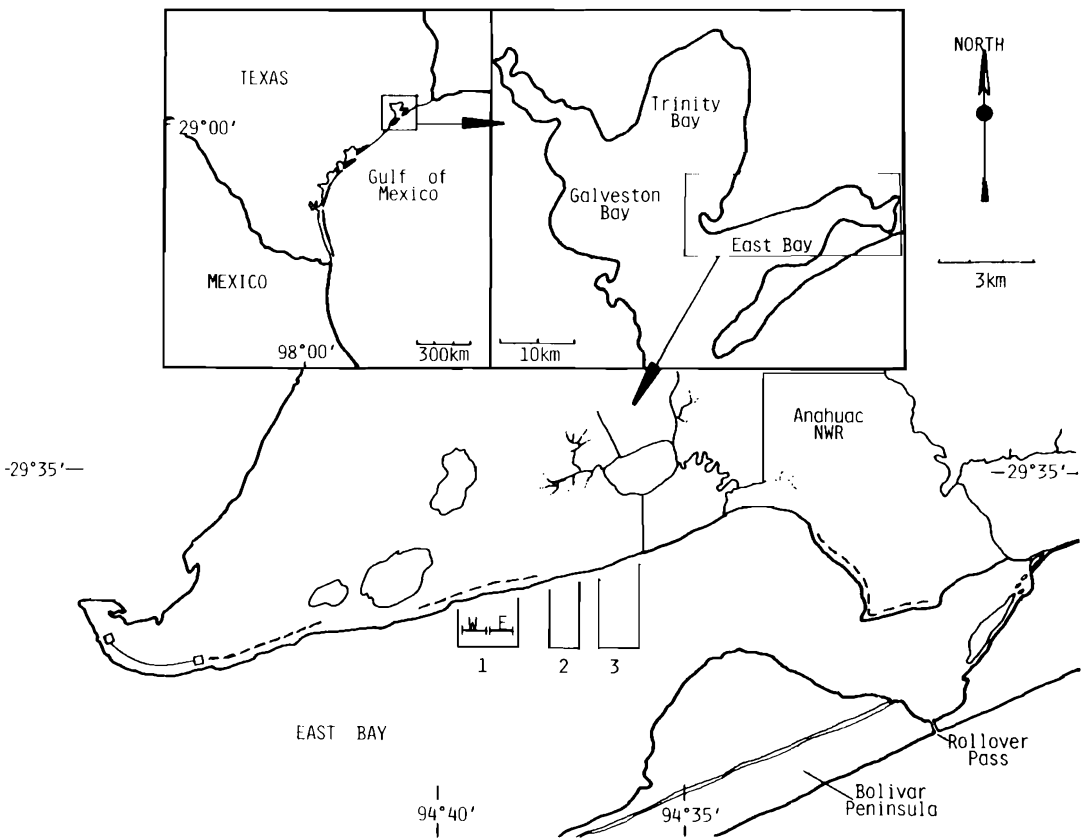 TEXAS
29°00'
Gulf of
Mexico
MEXICO
98°00'
300km
Trinity
Bay
Galveston
Bay
East Bay
10km
NORTH
3km
Anahuac
NWR
29°35'
29°35'
W E
1 2 3
EAST BAY
Rollover
Pass
Bolivar
Peninsula
94°40'
94°35'